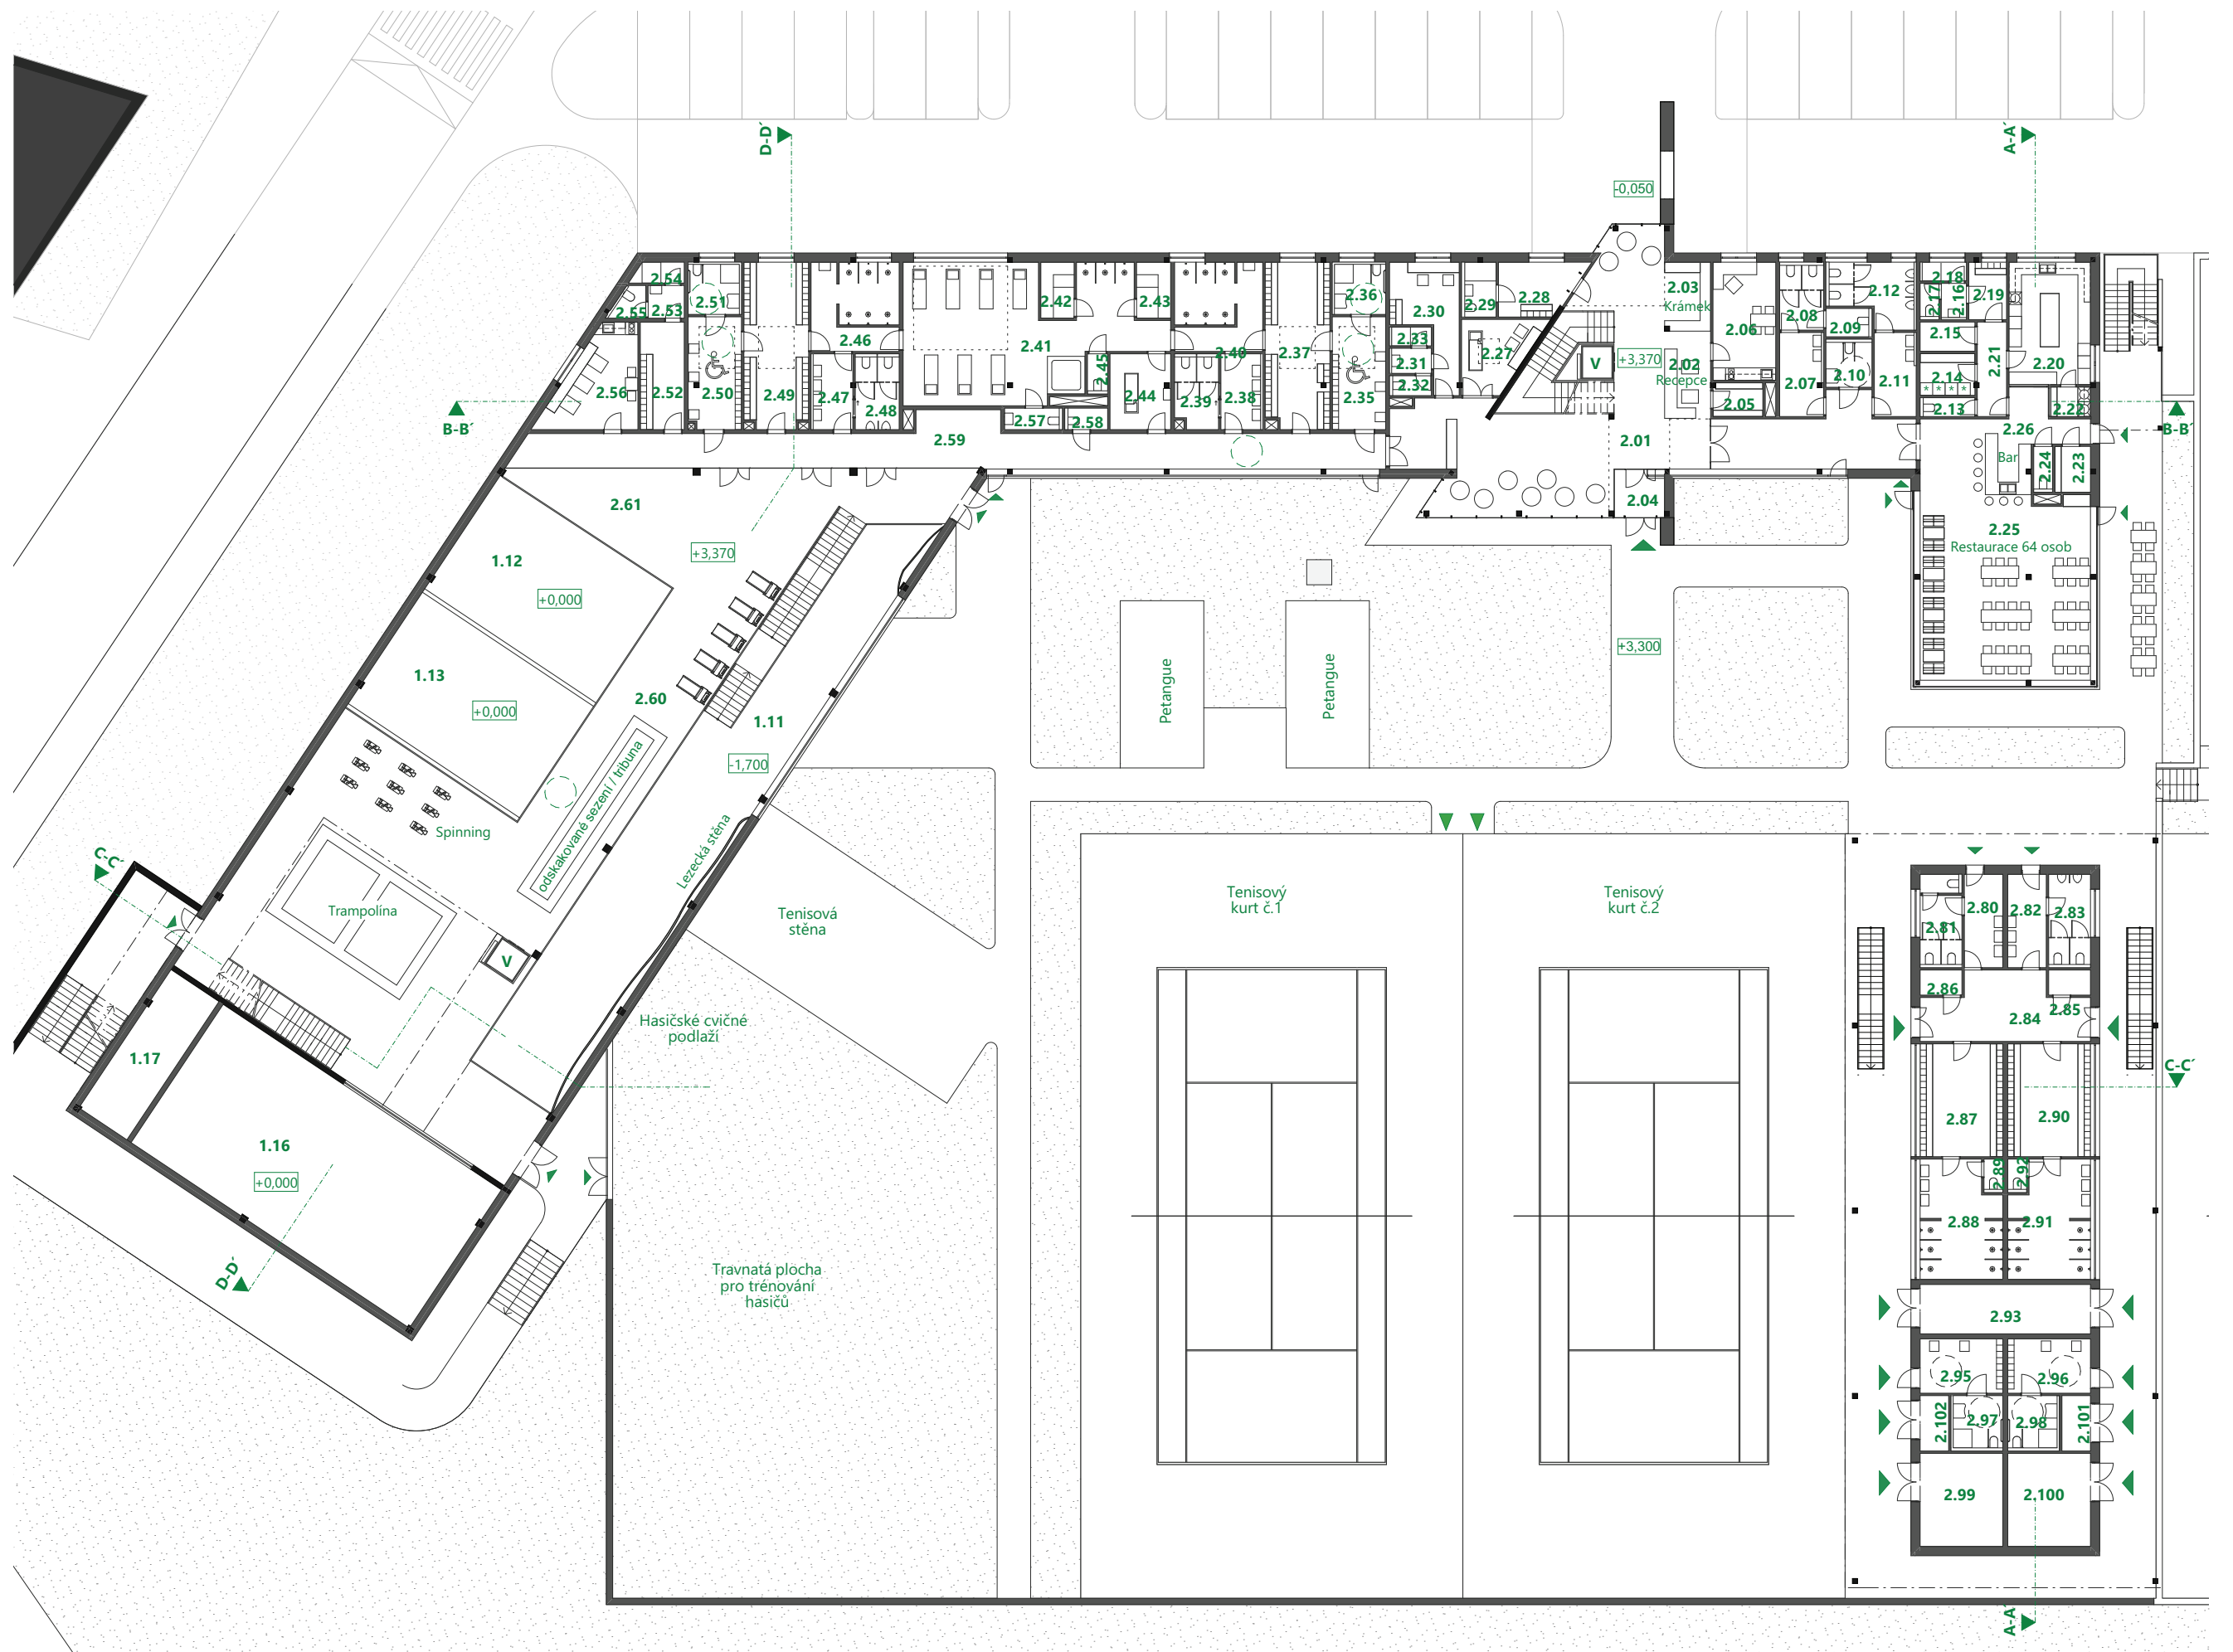 D-D´
A-A´
-0,050
2.54
2.55
2.53
2.51
2.56
2.52
2.50
2.49
2.46
2.47
2.48
2.41
2.42
2.43
2.45
2.44
2.57
2.58
2.59
2.40
2.39
2.38
2.37
2.36
2.35
2.30
2.33
2.31
2.32
2.29
2.28
2.27
V
+3,370
2.03
Krámek
2.02
Recepce
2.01
2.04
2.06
2.05
2.08
2.07
2.09
2.10
2.12
2.11
2.18
2.17
2.16
2.19
2.15
2.14
* * * *
2.13
2.21
2.20
2.22
2.26
Bar
2.24
2.23
2.25
Restaurace 64 osob
B-B´
B-B´
2.61
1.12
+3,370
+0,000
1.13
+0,000
2.60
1.11
-1,700
Petangue
Petangue
+3,300
Spinning
odskakované sezení / tribuna
Lezecká stěna
Trampolína
V
C-C´
Tenisová
stěna
Tenisový
kurt č.1
Tenisový
kurt č.2
Hasičské cvičné
podlaží
1.17
1.16
+0,000
D-D´
Travnatá plocha
pro trénování
hasičů
2.80
2.82
2.81
2.83
2.86
2.85
2.84
C-C´
2.87
2.90
2.89
2.92
2.88
2.91
2.93
2.95
2.96
2.102
2.97
2.98
2.101
2.99
2.100
A-A´